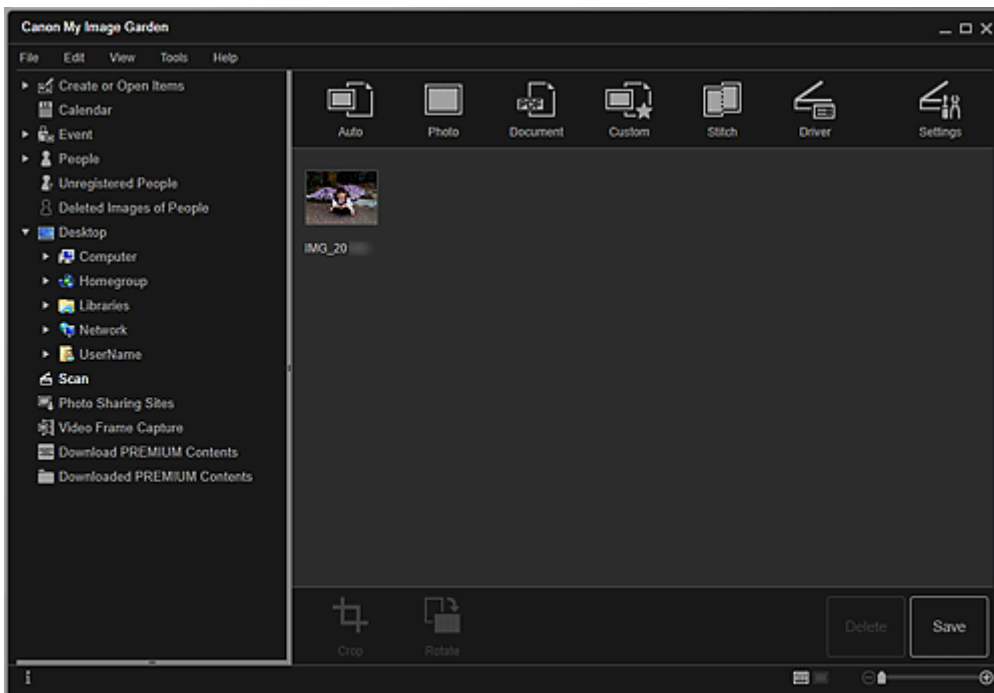 Canon My Image Garden
File Edit View Tools Help
Create or Open Items
Calendar
Event
People
Unregistered People
Deleted Images of People
Desktop
Computer
Homegroup
Libraries
Network
UserName
Scan
Photo Sharing Sites
Video Frame Capture
Download PREMIUM Contents
Downloaded PREMIUM Contents
Auto Photo Document Custom Stitch Driver Settings
PDF
IMG_20
Crop Rotate Delete Save